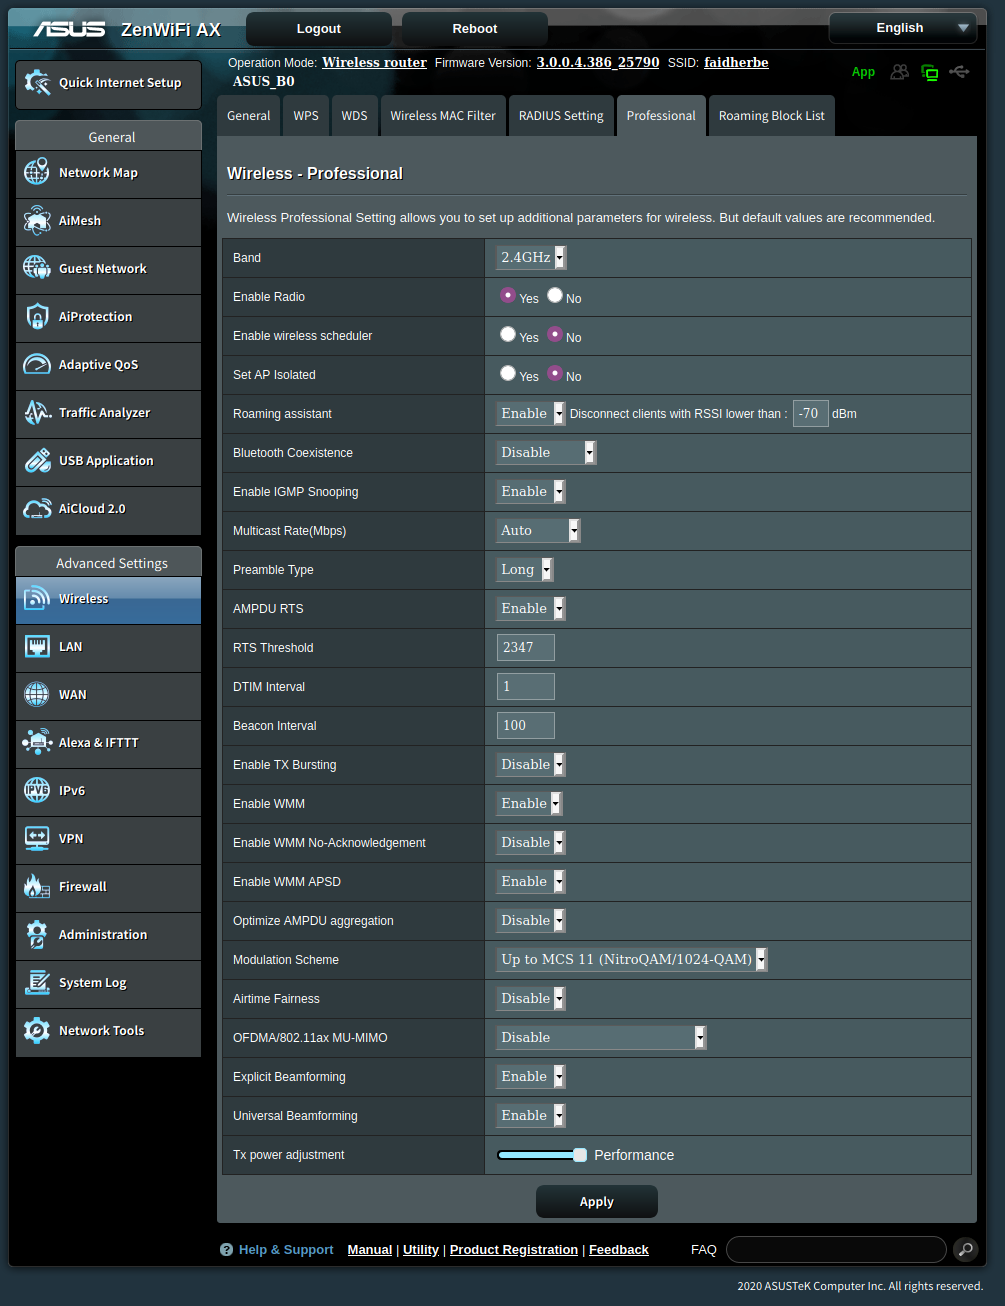 ASUS ZenWiFi AX Logout Reboot English
Operation Mode: Wireless router Firmware Version: 3.0.0.4.386_25790 SSID: faidherbe
ASUS_B0
App
Quick Internet Setup
General
Network Map
AiMesh
Guest Network
AiProtection
Adaptive QoS
Traffic Analyzer
USB Application
AiCloud 2.0
Advanced Settings
Wireless
LAN
WAN
Alexa & IFTTT
IPv6
VPN
Firewall
Administration
System Log
Network Tools
General WPS WDS Wireless MAC Filter RADIUS Setting Professional Roaming Block List
Wireless - Professional
Wireless Professional Setting allows you to set up additional parameters for wireless. But default values are recommended.
Band 2.4GHz
Enable Radio Yes No
Enable wireless scheduler Yes No
Set AP Isolated Yes No
Roaming assistant Enable Disconnect clients with RSSI lower than : -70 dBm
Bluetooth Coexistence Disable
Enable IGMP Snooping Enable
Multicast Rate(Mbps) Auto
Preamble Type Long
AMPDU RTS Enable
RTS Threshold 2347
DTIM Interval 1
Beacon Interval 100
Enable TX Bursting Disable
Enable WMM Enable
Enable WMM No-Acknowledgement Disable
Enable WMM APSD Enable
Optimize AMPDU aggregation Disable
Modulation Scheme Up to MCS 11 (NitroQAM/1024-QAM)
Airtime Fairness Disable
OFDMA/802.11ax MU-MIMO Disable
Explicit Beamforming Enable
Universal Beamforming Enable
Tx power adjustment Performance
Apply
? Help & Support Manual | Utility | Product Registration | Feedback FAQ
2020 ASUSTeK Computer Inc. All rights reserved.